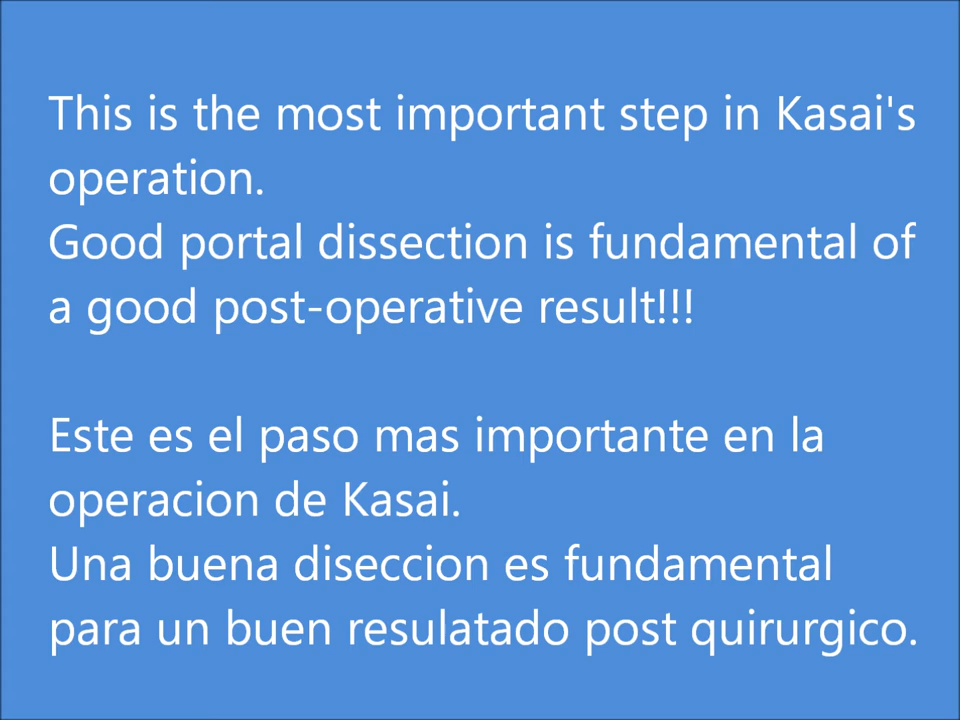 This is the most important step in Kasai's
operation.
Good portal dissection is fundamental of
a good post-operative result!!!
Este es el paso mas importante en la
operacion de Kasai.
Una buena diseccion es fundamental
para un buen resulatado post quirurgico.